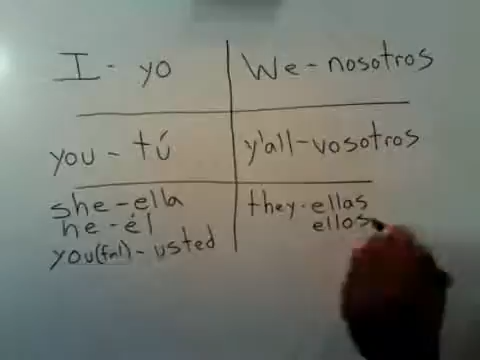 I - yo
We - nosotros
you - tú
y'all - vosotros
she - ella
he - él
you (fml) - usted
they - ellas
ellos